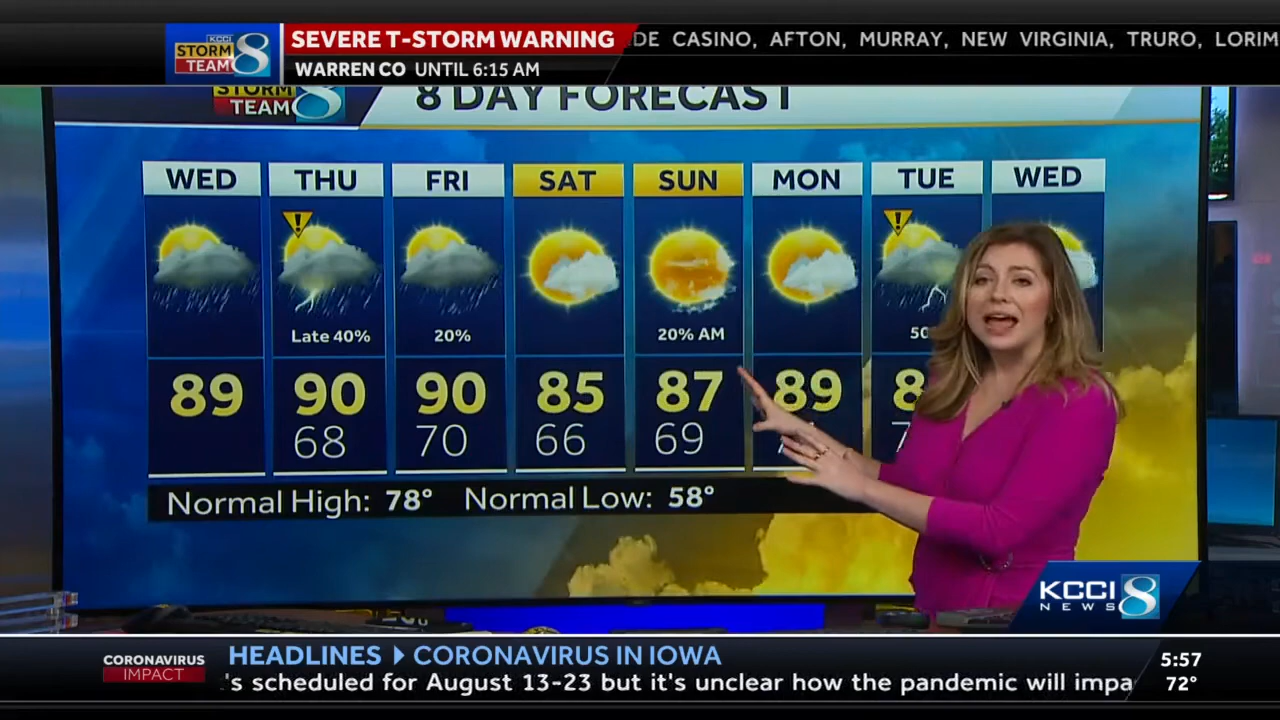 KCCI
STORM
TEAM 8
SEVERE T-STORM WARNING
DE CASINO, AFTON, MURRAY, NEW VIRGINIA, TRURO, LORIM
WARREN CO UNTIL 6:15 AM
STORM
TEAM 8
8 DAY FORECAST
WED THU FRI SAT SUN MON TUE WED
Late 40% 20% 20% AM 50
89 90 90 85 87 89 8
68 70 66 69 7
Normal High: 78° Normal Low: 58°
KCCI 8
NEWS
CORONAVIRUS
IMPACT
HEADLINES CORONAVIRUS IN IOWA
's scheduled for August 13-23 but it's unclear how the pandemic will impa
5:57
72°